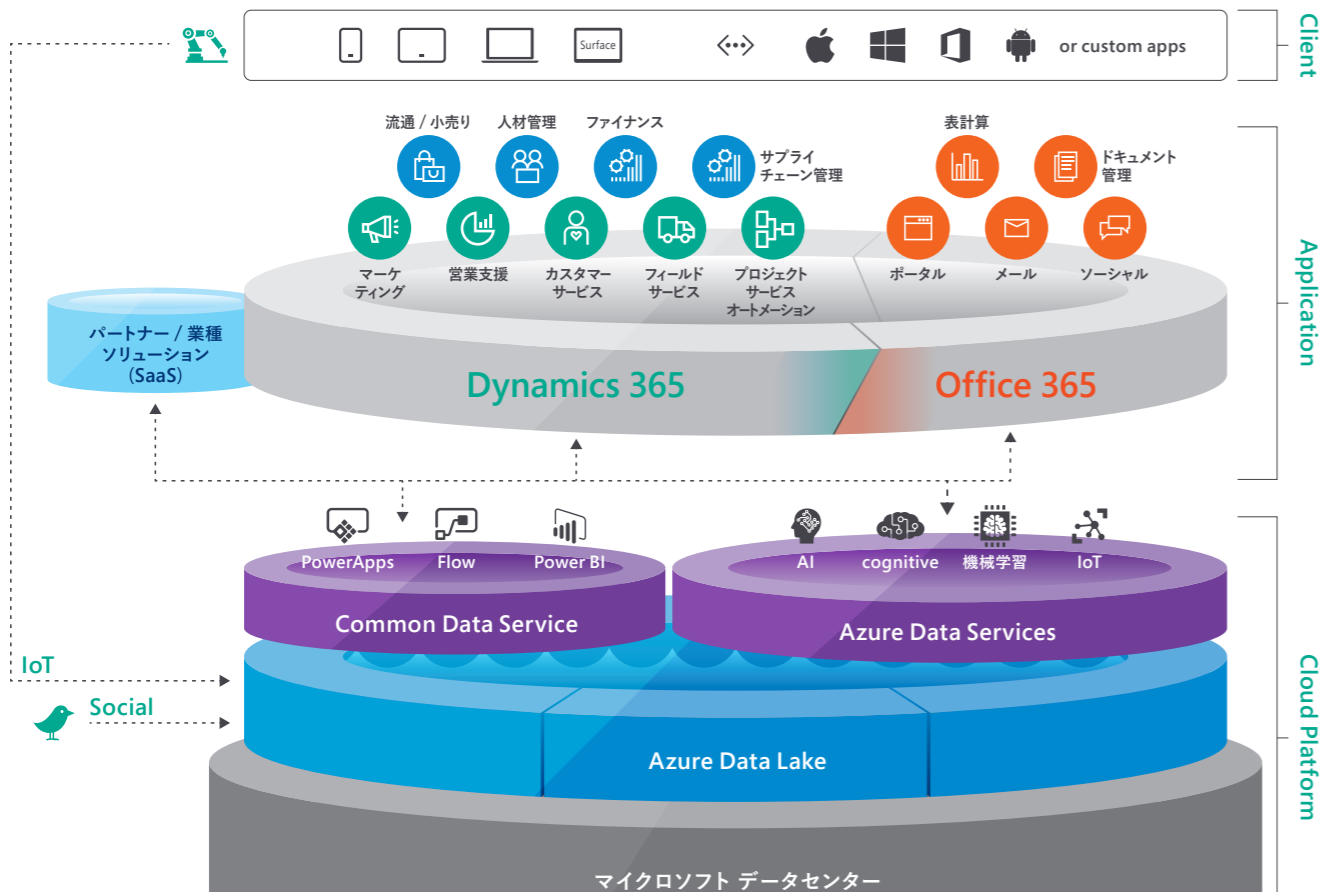 Surface
or custom apps
Client
流通 / 小売り
人材管理
ファイナンス
サプライ
チェーン管理
表計算
ドキュメント
管理
マーケ
ティング
営業支援
カスタマー
サービス
フィールド
サービス
プロジェクト
サービス
オートメーション
ポータル
メール
ソーシャル
Application
パートナー / 業種
ソリューション
(SaaS)
Dynamics 365
Office 365
PowerApps
Flow
Power BI
AI
cognitive
機械学習
IoT
Common Data Service
Azure Data Services
IoT
Social
Azure Data Lake
Cloud Platform
マイクロソフト データセンター